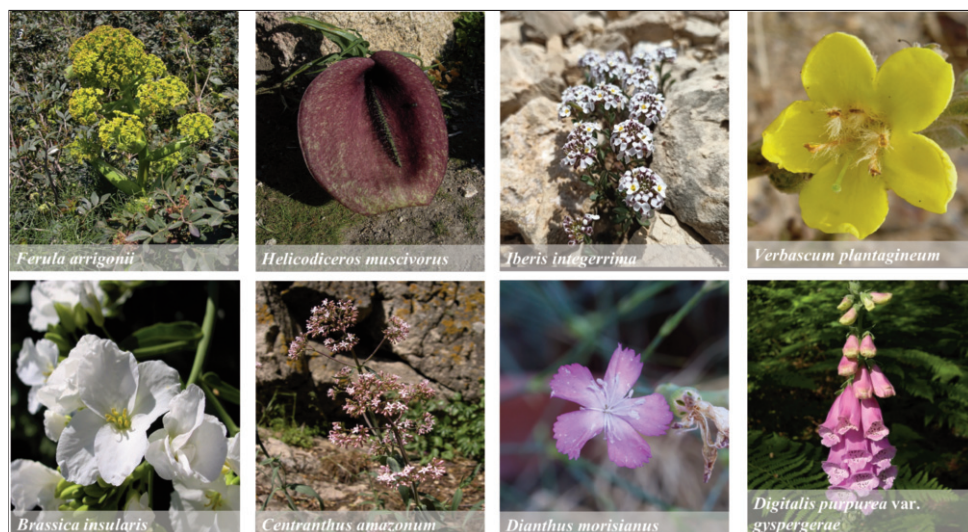 Ferula arrigonii
Helicodiceros muscivorus
Iberis integerrima
Verbascum plantagineum
Brassica insularis
Centranthus amazonum
Dianthus morisianus
Digitalis purpurea var.
gyspergerae